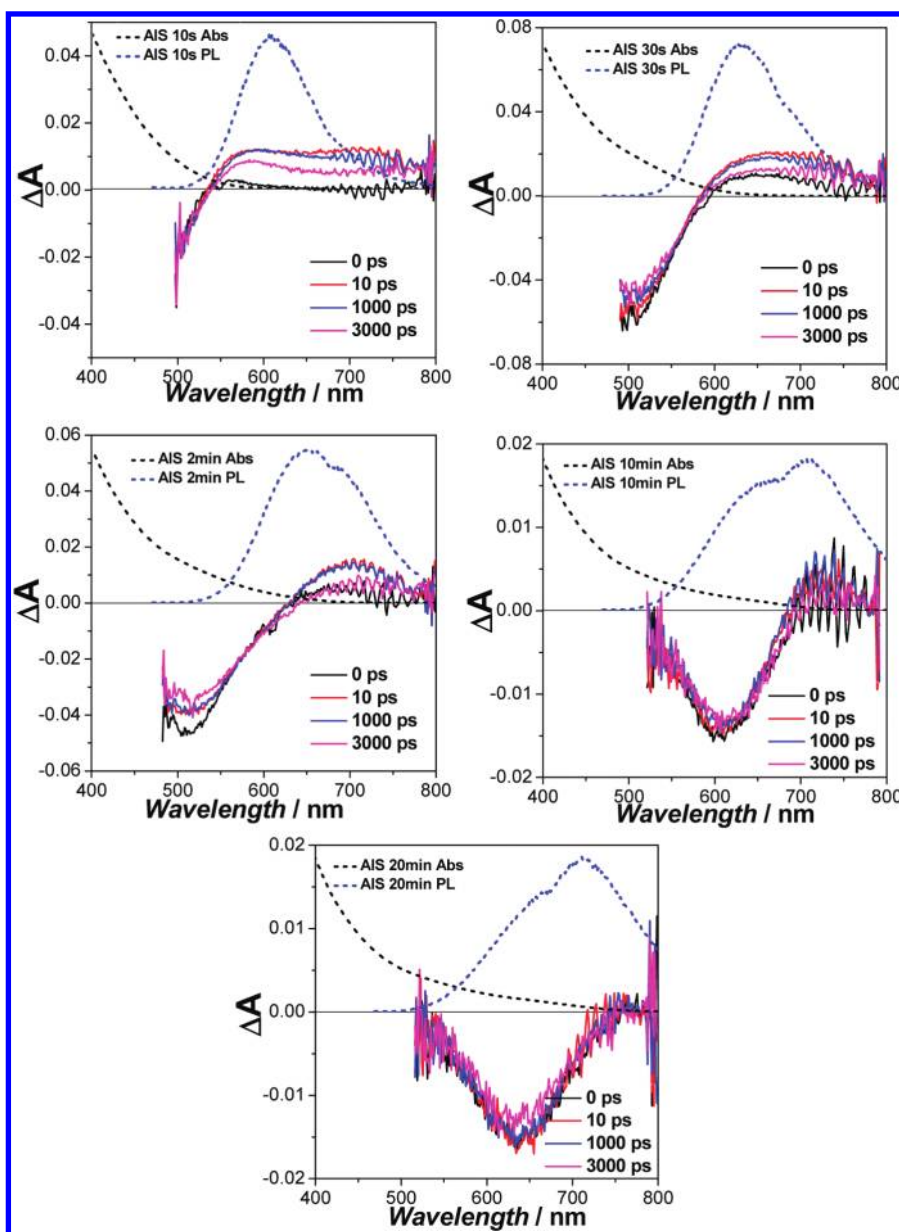 AIS 10s Abs
AIS 10s PL
0.04
0.02
0.00
-0.02
-0.04
ΔA
0 ps
10 ps
1000 ps
3000 ps
400 500 600 700 800
Wavelength / nm
AIS 30s Abs
AIS 30s PL
0.08
0.04
0.00
-0.04
-0.08
ΔA
0 ps
10 ps
1000 ps
3000 ps
400 500 600 700 800
Wavelength / nm
AIS 2min Abs
AIS 2min PL
0.06
0.04
0.02
0.00
-0.02
-0.04
-0.06
ΔA
0 ps
10 ps
1000 ps
3000 ps
400 500 600 700 800
Wavelength / nm
AIS 10min Abs
AIS 10min PL
0.02
0.01
0.00
-0.01
-0.02
ΔA
0 ps
10 ps
1000 ps
3000 ps
400 500 600 700 800
Wavelength / nm
AIS 20min Abs
AIS 20min PL
0.02
0.01
0.00
-0.01
-0.02
ΔA
0 ps
10 ps
1000 ps
3000 ps
400 500 600 700 800
Wavelength / nm